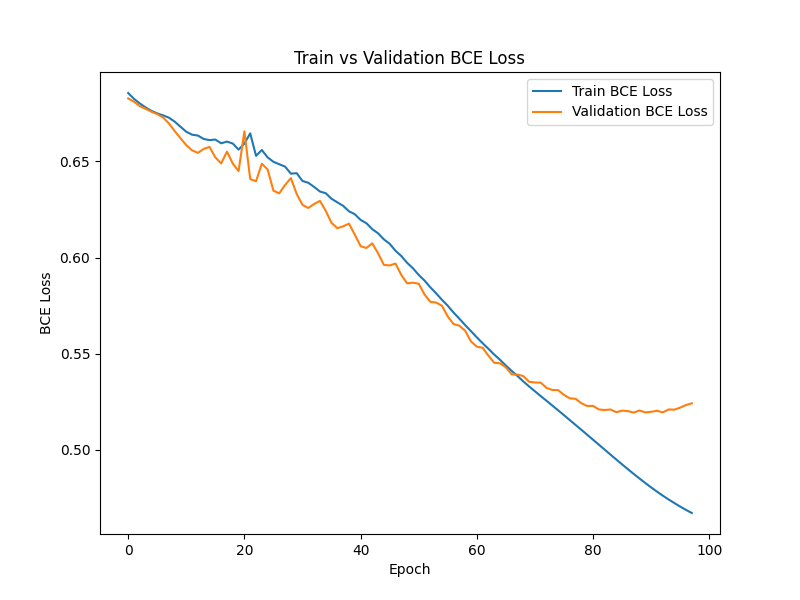 Train vs Validation BCE Loss
Train BCE Loss
Validation BCE Loss
0.65
0.60
0.55
0.50
BCE Loss
0 20 40 60 80 100
Epoch